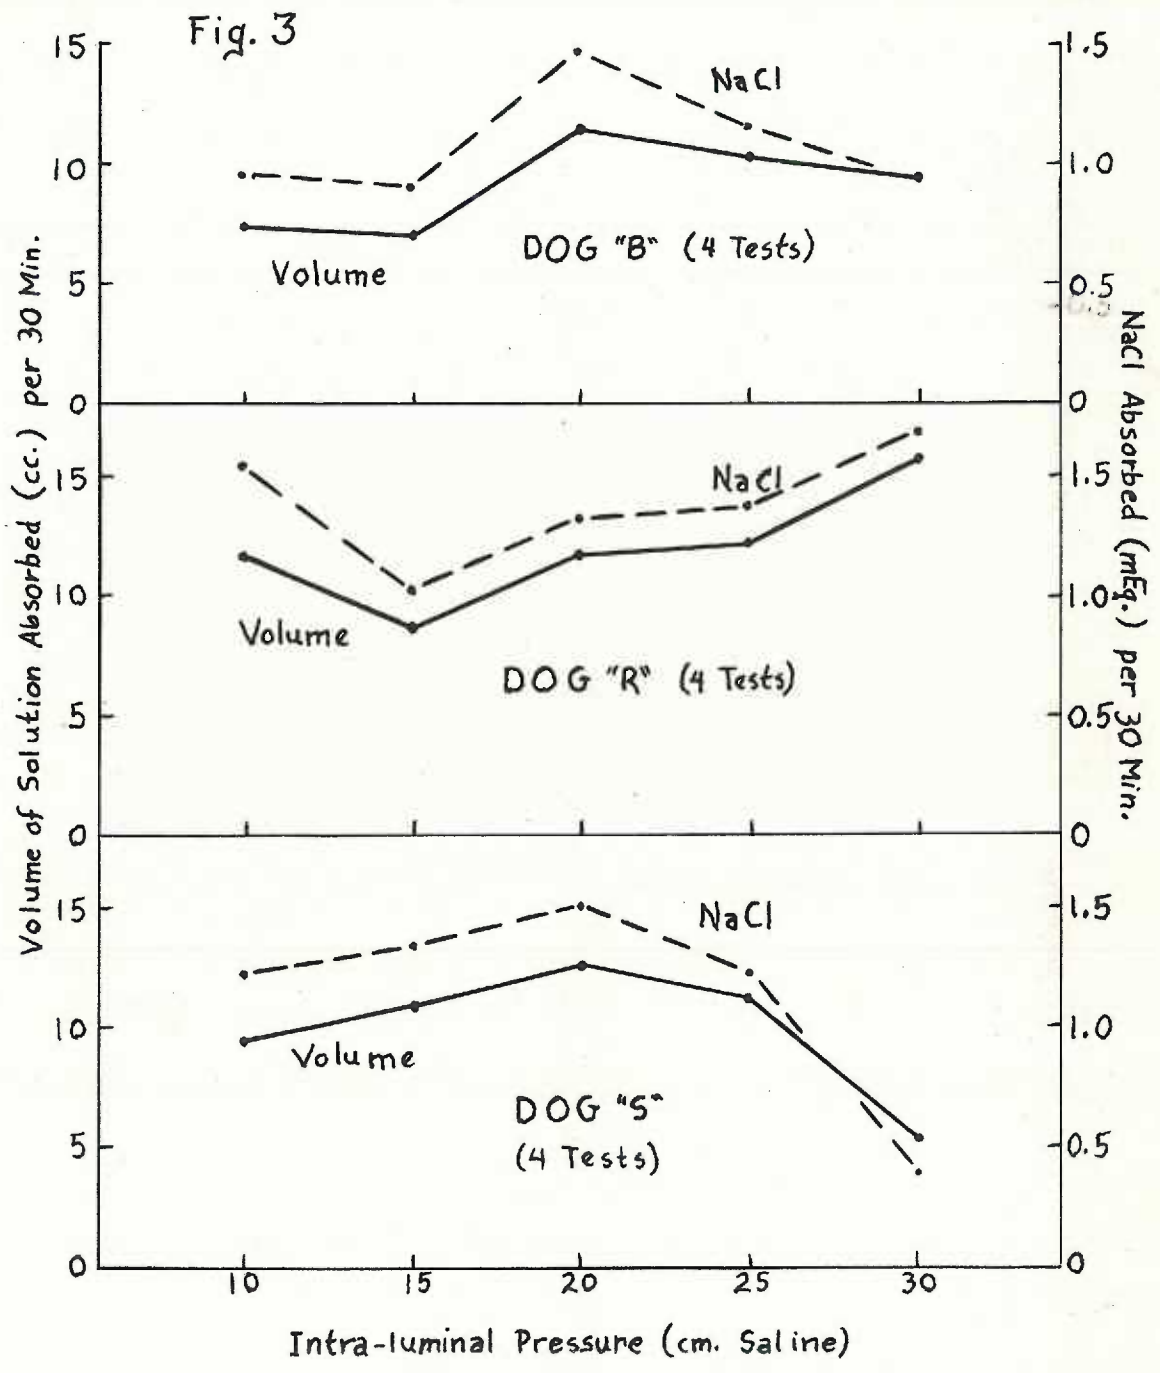 Fig. 3
15
10
5
0
1.5
1.0
0.5
0
NaCl
Volume
DOG "B" (4 Tests)
15
10
5
0
1.5
1.0
0.5
0
NaCl
Volume
DOG "R" (4 Tests)
15
10
5
0
1.5
1.0
0.5
0
NaCl
Volume
DOG "S"
(4 Tests)
10 15 20 25 30
Intra-luminal Pressure (cm. Saline)
Volume of Solution Absorbed (cc.) per 30 Min.
NaCl Absorbed (mEq.) per 30 Min.